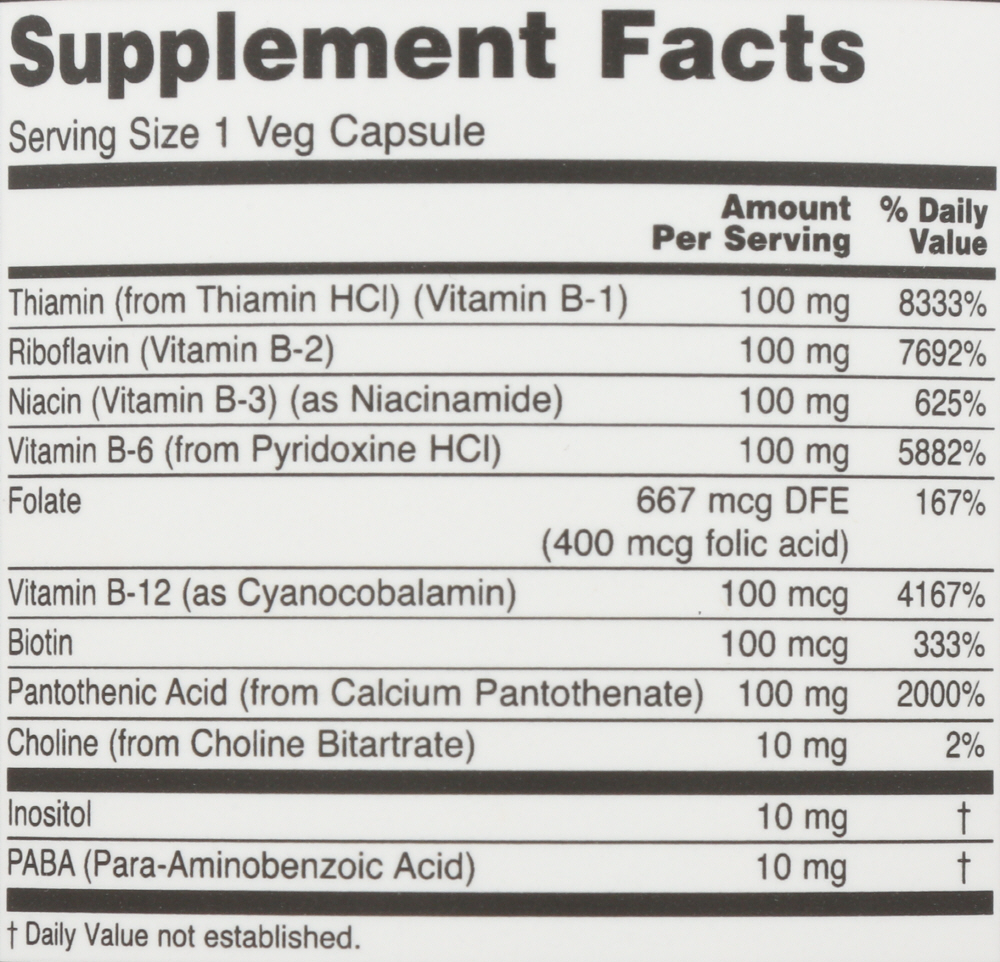 Supplement Facts
Serving Size 1 Veg Capsule
Amount Per Serving % Daily Value
Thiamin (from Thiamin HCl) (Vitamin B-1) 100 mg 8333%
Riboflavin (Vitamin B-2) 100 mg 7692%
Niacin (Vitamin B-3) (as Niacinamide) 100 mg 625%
Vitamin B-6 (from Pyridoxine HCl) 100 mg 5882%
Folate 667 mcg DFE 167%
(400 mcg folic acid)
Vitamin B-12 (as Cyanocobalamin) 100 mcg 4167%
Biotin 100 mcg 333%
Pantothenic Acid (from Calcium Pantothenate) 100 mg 2000%
Choline (from Choline Bitartrate) 10 mg 2%
Inositol 10 mg †
PABA (Para-Aminobenzoic Acid) 10 mg †
† Daily Value not established.